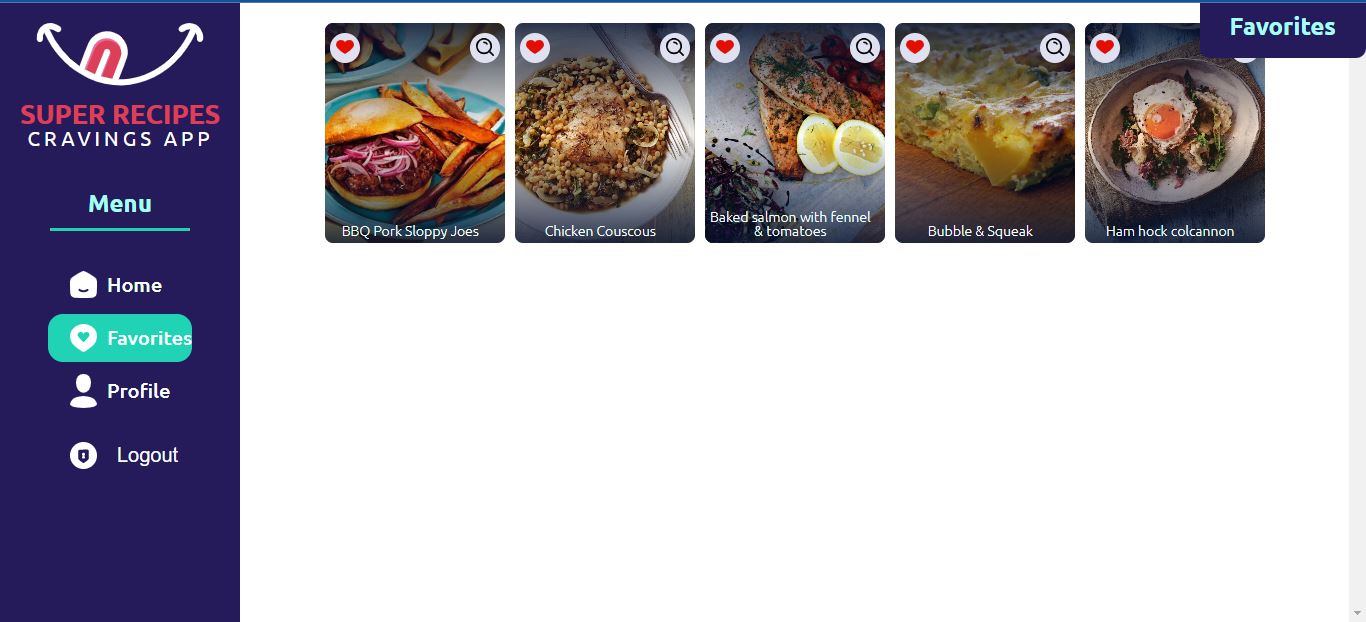 SUPER RECIPES
CRAVINGS APP
Menu
Home
Favorites
Profile
Logout
Favorites
BBQ Pork Sloppy Joes
Chicken Couscous
Baked salmon with fennel
& tomatoes
Bubble & Squeak
Ham hock colcannon